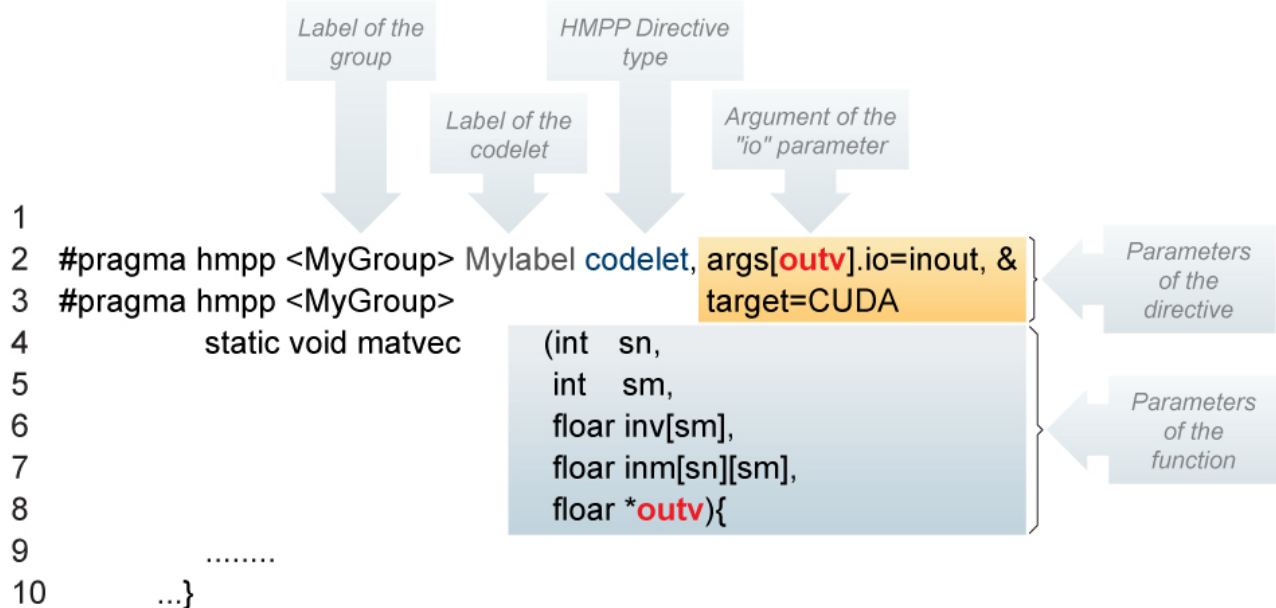 Label of the
group
HMPP Directive
type
Label of the
codelet
Argument of the
"io" parameter
1
2 #pragma hmpp <MyGroup> Mylabel codelet, args[outv].io=inout, &
3 #pragma hmpp <MyGroup> target=CUDA
4 static void matvec (int sn,
5 int sm,
6 floar inv[sm],
7 floar inm[sn][sm],
8 floar *outv){
9 ........
10 ...}
Parameters
of the
directive
Parameters
of the
function